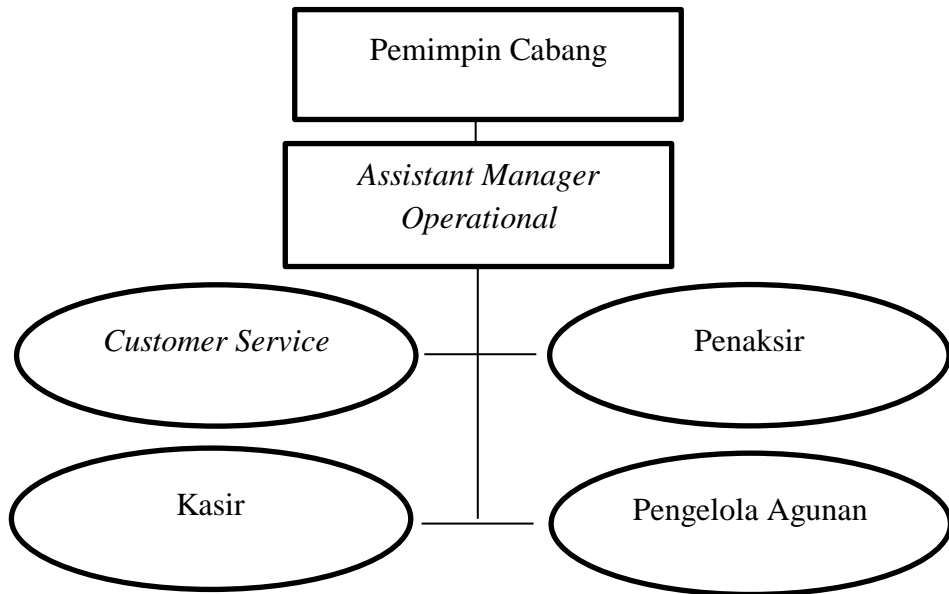 Pemimpin Cabang
Assistant Manager
Operational
Customer Service
Penaksir
Kasir
Pengelola Agunan